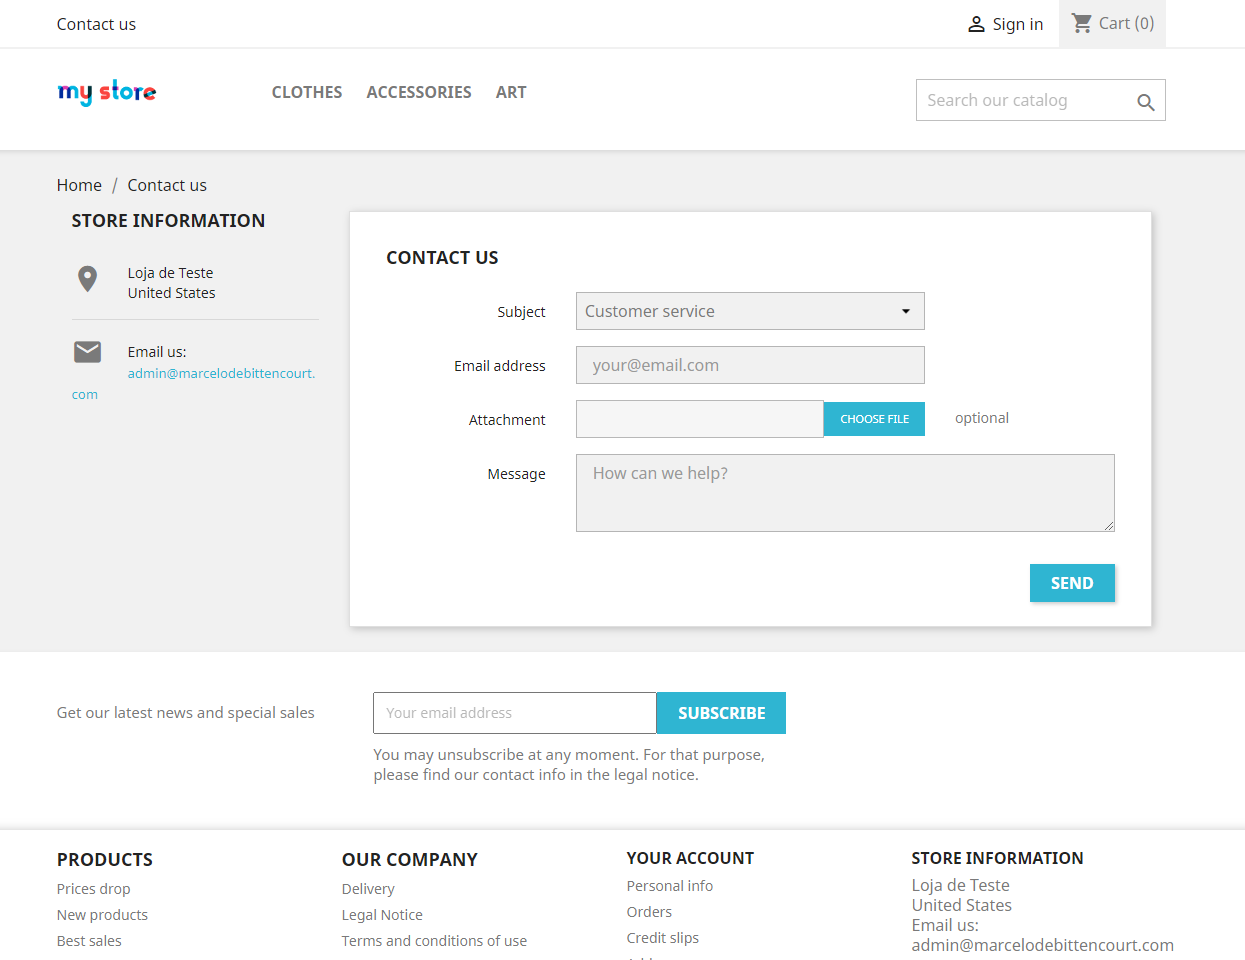 Contact us
Sign in
Cart (0)
my store
CLOTHES
ACCESSORIES
ART
Search our catalog
Home / Contact us
STORE INFORMATION
Loja de Teste
United States
Email us:
admin@marcelodebittencourt.
com
CONTACT US
Subject
Customer service
Email address
your@email.com
Attachment
CHOOSE FILE
optional
Message
How can we help?
SEND
Get our latest news and special sales
Your email address
SUBSCRIBE
You may unsubscribe at any moment. For that purpose,
please find our contact info in the legal notice.
PRODUCTS
Prices drop
New products
Best sales
OUR COMPANY
Delivery
Legal Notice
Terms and conditions of use
YOUR ACCOUNT
Personal info
Orders
Credit slips
STORE INFORMATION
Loja de Teste
United States
Email us:
admin@marcelodebittencourt.com